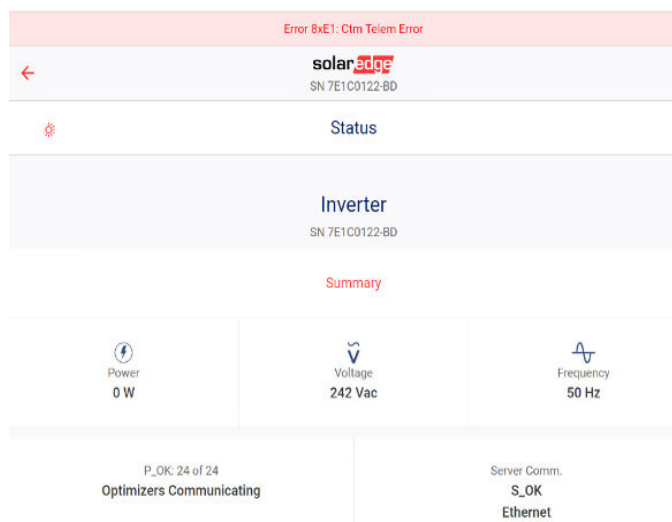 Error 8xE1: Ctm Telem Error
solaredge
SN 7E1C0122-BD
Status
Inverter
SN 7E1C0122-BD
Summary
Power
0 W
Voltage
242 Vac
Frequency
50 Hz
P_OK: 24 of 24
Optimizers Communicating
Server Comm.
S_OK
Ethernet